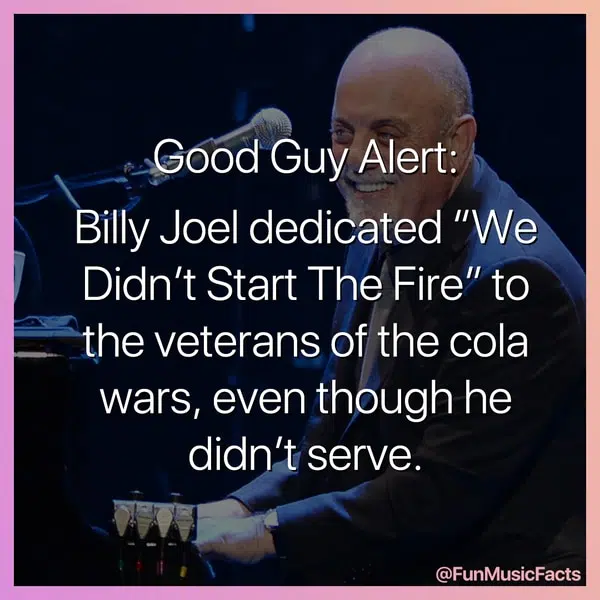 Good Guy Alert:
Billy Joel dedicated “We
Didn’t Start The Fire” to
the veterans of the cola
wars, even though he
didn’t serve.
@FunMusicFacts